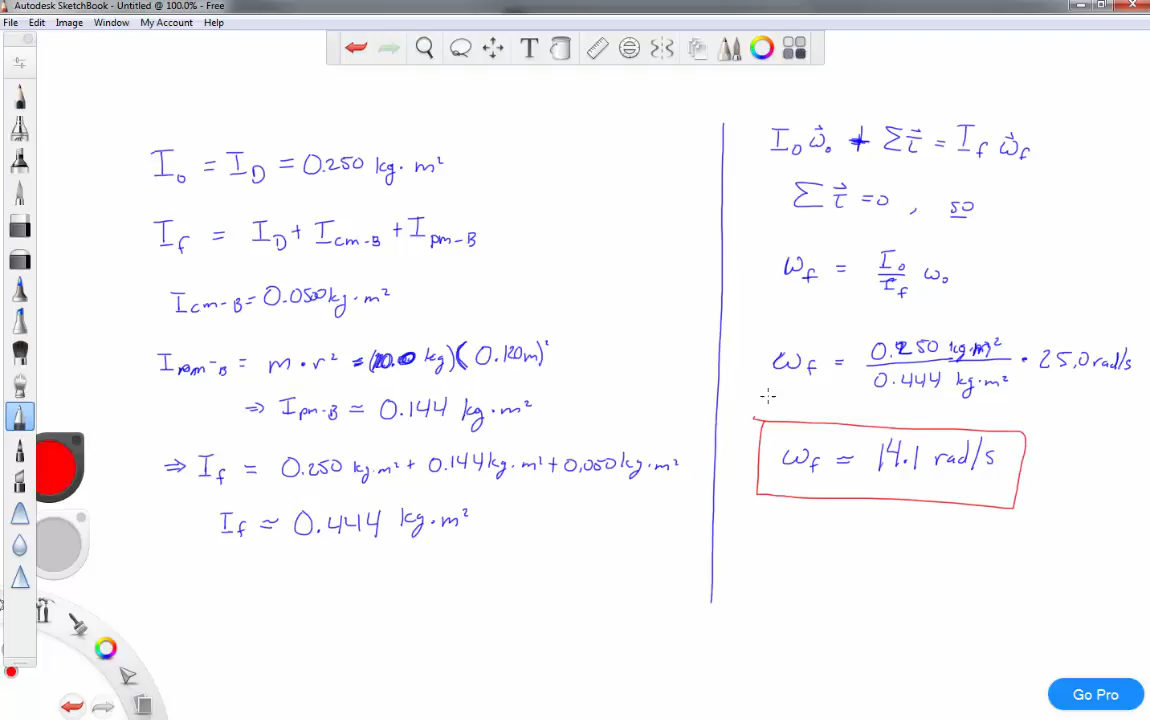 Autodesk SketchBook - Untitled @ 100.0% - Free
File Edit Image Window My Account Help
I₀ = I_D = 0.250 kg·m²
I_f = I_D + I_cm-B + I_pm-B
I_cm-B = 0.0500 kg·m²
I_pm-B = m·r² = (10.0 kg)(0.120m)²
⇒ I_pm-B ≈ 0.144 kg·m²
⇒ I_f = 0.250 kg·m² + 0.144 kg·m² + 0.050 kg·m²
I_f ≈ 0.444 kg·m²
I₀ω⃗₀ + Στ⃗ = I_f ω⃗_f
Στ⃗ = 0, so
ω_f = I₀/I_f ω₀
ω_f = 0.250 kg·m²/0.444 kg·m² · 25.0 rad/s
ω_f ≈ 14.1 rad/s
Go Pro